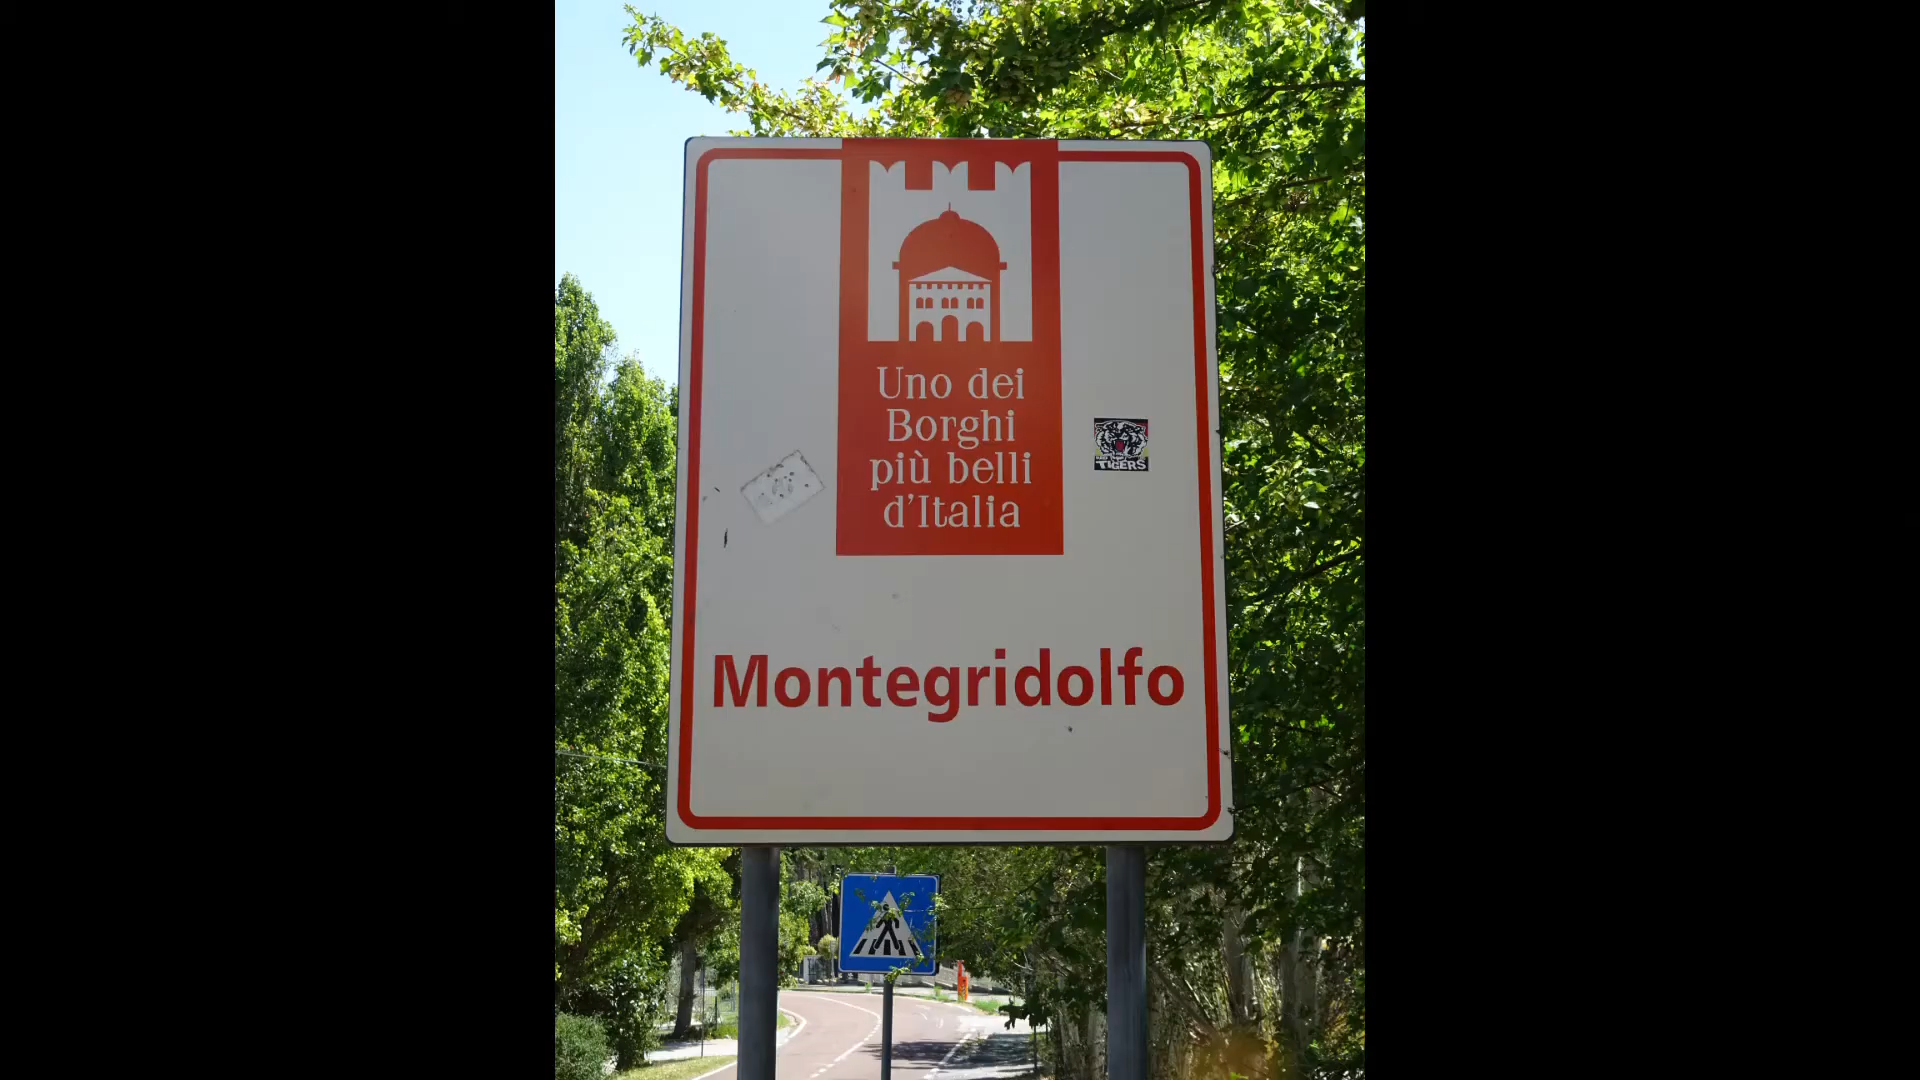 Uno dei
Borghi
più belli
d'Italia
TIGERS
Montegridolfo